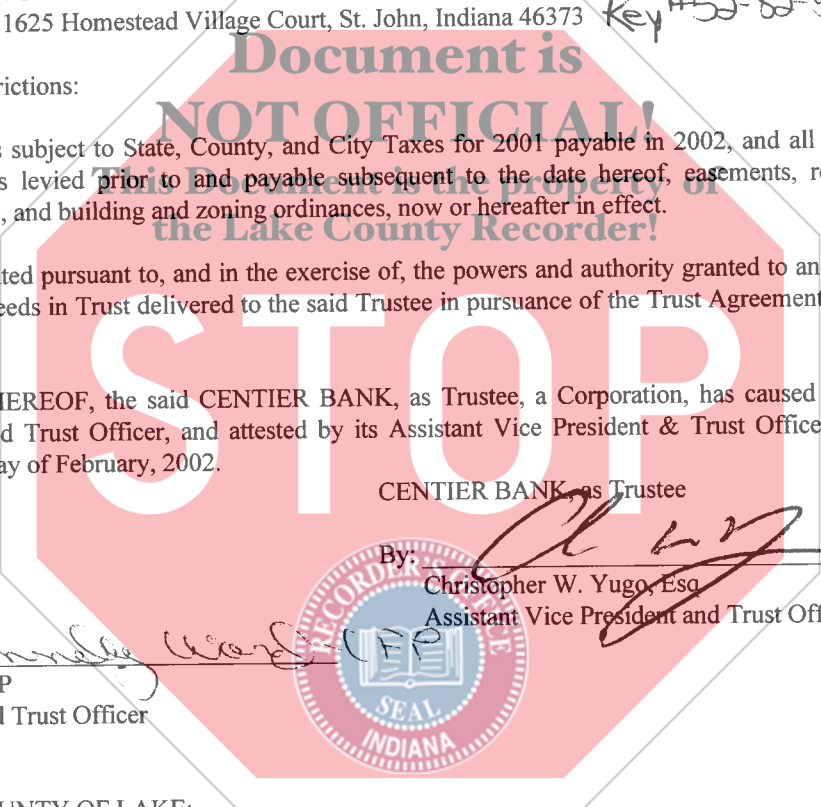 1625 Homestead Village Court, St. John, Indiana 46373 Key #
Document is
rictions:
NOT OFFICIAL!
s subject to State, County, and City Taxes for 2001 payable in 2002, and all
This Document is the property of
s levied prior to and payable subsequent to the date hereof, easements, r
, and building and zoning ordinances, now or hereafter in effect.
the Lake County Recorder!
ted pursuant to, and in the exercise of, the powers and authority granted to an
eeds in Trust delivered to the said Trustee in pursuance of the Trust Agreement
STOP
HEREOF, the said CENTIER BANK, as Trustee, a Corporation, has caused
d Trust Officer, and attested by its Assistant Vice President & Trust Office
ay of February, 2002.
CENTIER BANK, as Trustee
By:
Christopher W. Yugo, Esq
Assistant Vice President and Trust Off
RECORDER'S OFFICE
SEAL
INDIANA
Ward CFP
P
d Trust Officer
UNTY OF LAKE: